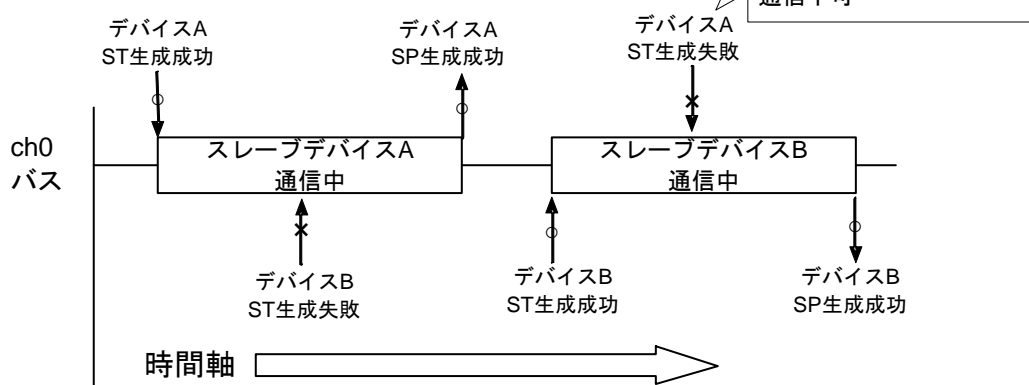 デバイスA
ST生成成功
デバイスA
SP生成成功
デバイスA
ST生成失敗
ch0
バス
スレーブデバイスA
通信中
スレーブデバイスB
通信中
デバイスB
ST生成失敗
デバイスB
ST生成成功
デバイスB
SP生成成功
時間軸